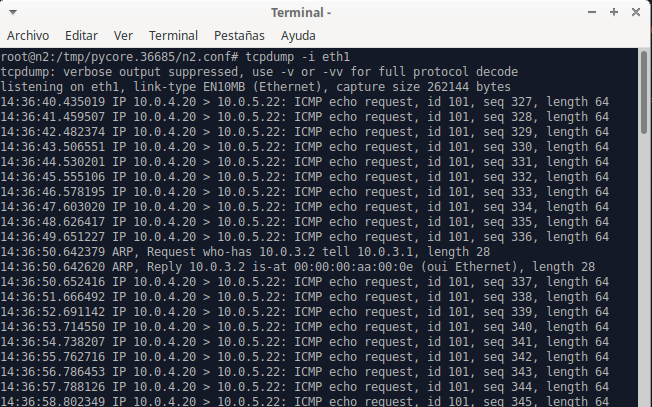 Terminal -
Archivo Editar Ver Terminal Pestañas Ayuda
root@n2:/tmp/pycore.36685/n2.conf# tcpdump -i eth1
tcpdump: verbose output suppressed, use -v or -vv for full protocol decode
listening on eth1, link-type EN10MB (Ethernet), capture size 262144 bytes
14:36:40.435019 IP 10.0.4.20 > 10.0.5.22: ICMP echo request, id 101, seq 327, length 64
14:36:41.459507 IP 10.0.4.20 > 10.0.5.22: ICMP echo request, id 101, seq 328, length 64
14:36:42.482374 IP 10.0.4.20 > 10.0.5.22: ICMP echo request, id 101, seq 329, length 64
14:36:43.506551 IP 10.0.4.20 > 10.0.5.22: ICMP echo request, id 101, seq 330, length 64
14:36:44.530201 IP 10.0.4.20 > 10.0.5.22: ICMP echo request, id 101, seq 331, length 64
14:36:45.555106 IP 10.0.4.20 > 10.0.5.22: ICMP echo request, id 101, seq 332, length 64
14:36:46.578195 IP 10.0.4.20 > 10.0.5.22: ICMP echo request, id 101, seq 333, length 64
14:36:47.603020 IP 10.0.4.20 > 10.0.5.22: ICMP echo request, id 101, seq 334, length 64
14:36:48.626417 IP 10.0.4.20 > 10.0.5.22: ICMP echo request, id 101, seq 335, length 64
14:36:49.651227 IP 10.0.4.20 > 10.0.5.22: ICMP echo request, id 101, seq 336, length 64
14:36:50.642379 ARP, Request who-has 10.0.3.2 tell 10.0.3.1, length 28
14:36:50.642620 ARP, Reply 10.0.3.2 is-at 00:00:00:aa:00:0e (oui Ethernet), length 28
14:36:50.652416 IP 10.0.4.20 > 10.0.5.22: ICMP echo request, id 101, seq 337, length 64
14:36:51.666492 IP 10.0.4.20 > 10.0.5.22: ICMP echo request, id 101, seq 338, length 64
14:36:52.691142 IP 10.0.4.20 > 10.0.5.22: ICMP echo request, id 101, seq 339, length 64
14:36:53.714550 IP 10.0.4.20 > 10.0.5.22: ICMP echo request, id 101, seq 340, length 64
14:36:54.738207 IP 10.0.4.20 > 10.0.5.22: ICMP echo request, id 101, seq 341, length 64
14:36:55.762716 IP 10.0.4.20 > 10.0.5.22: ICMP echo request, id 101, seq 342, length 64
14:36:56.786453 IP 10.0.4.20 > 10.0.5.22: ICMP echo request, id 101, seq 343, length 64
14:36:57.788126 IP 10.0.4.20 > 10.0.5.22: ICMP echo request, id 101, seq 344, length 64
14:36:58.802349 IP 10.0.4.20 > 10.0.5.22: ICMP echo request, id 101, seq 345, length 64